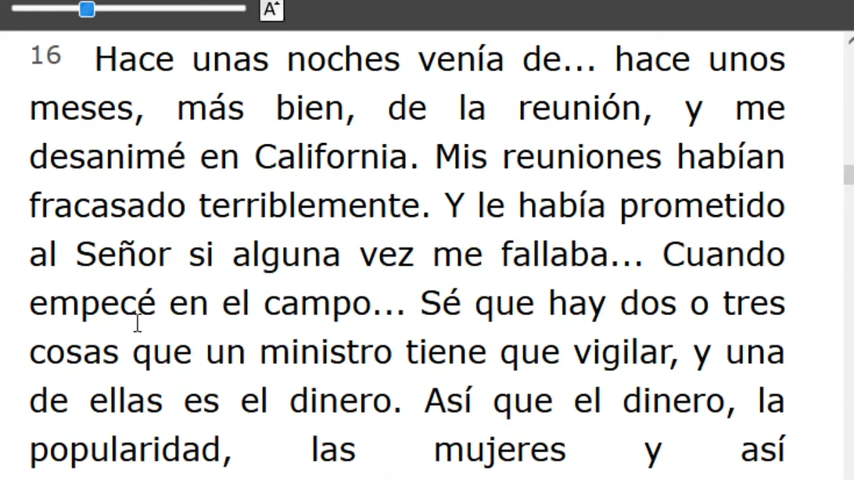 A
16 Hace unas noches venía de... hace unos
meses, más bien, de la reunión, y me
desanimé en California. Mis reuniones habían
fracasado terriblemente. Y le había prometido
al Señor si alguna vez me fallaba... Cuando
empecé en el campo... Sé que hay dos o tres
cosas que un ministro tiene que vigilar, y una
de ellas es el dinero. Así que el dinero, la
popularidad, las mujeres y así